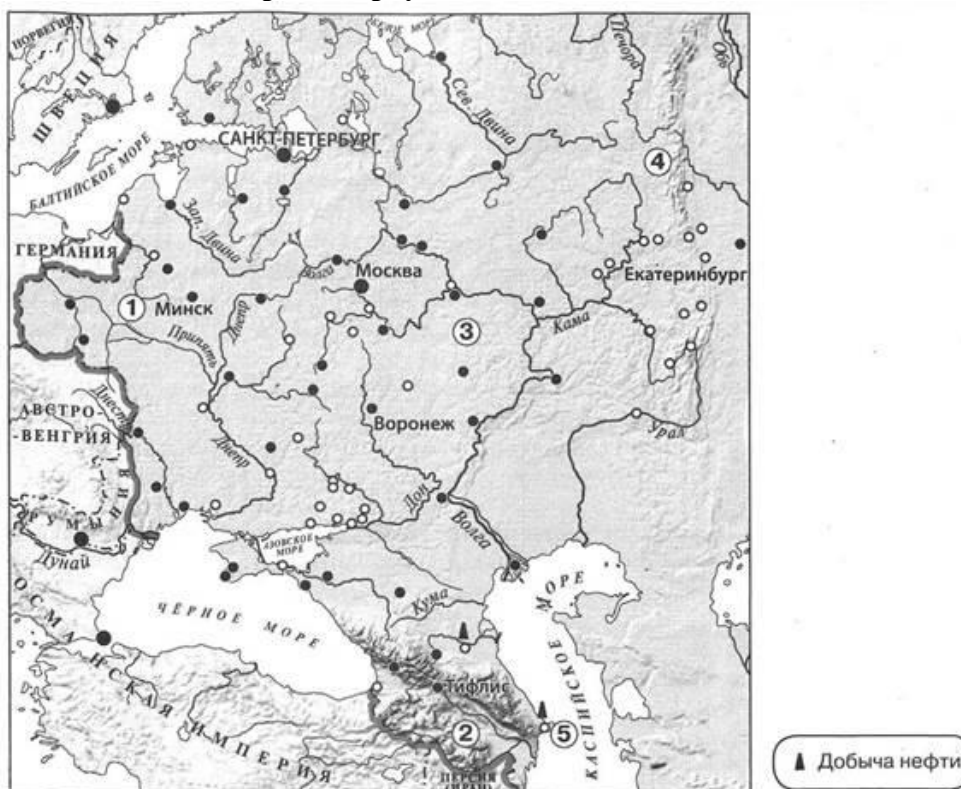 НОРВЕГИЯ
ШВЕЦИЯ
МОРЕ
Сев. Двина
Печора
Обь
САНКТ-ПЕТЕРБУРГ
4
БАЛТИЙСКОЕ МОРЕ
Зап. Двина
ГЕРМАНИЯ
Волга
Москва
Екатеринбург
1
Минск
Днепр
3
Кама
Припять
АВСТРО
-ВЕНГРИЯ
Днестр
Воронеж
Урал
Днепр
Дон
Волга
РУМЫНИЯ
Дунай
АЗОВСКОЕ
МОРЕ
Кума
ЧЁРНОЕ МОРЕ
КАСПИЙСКОЕ МОРЕ
ОСМАНСКАЯ ИМПЕРИЯ
Тифлис
2
5
ПЕРСИЯ
Добыча нефти